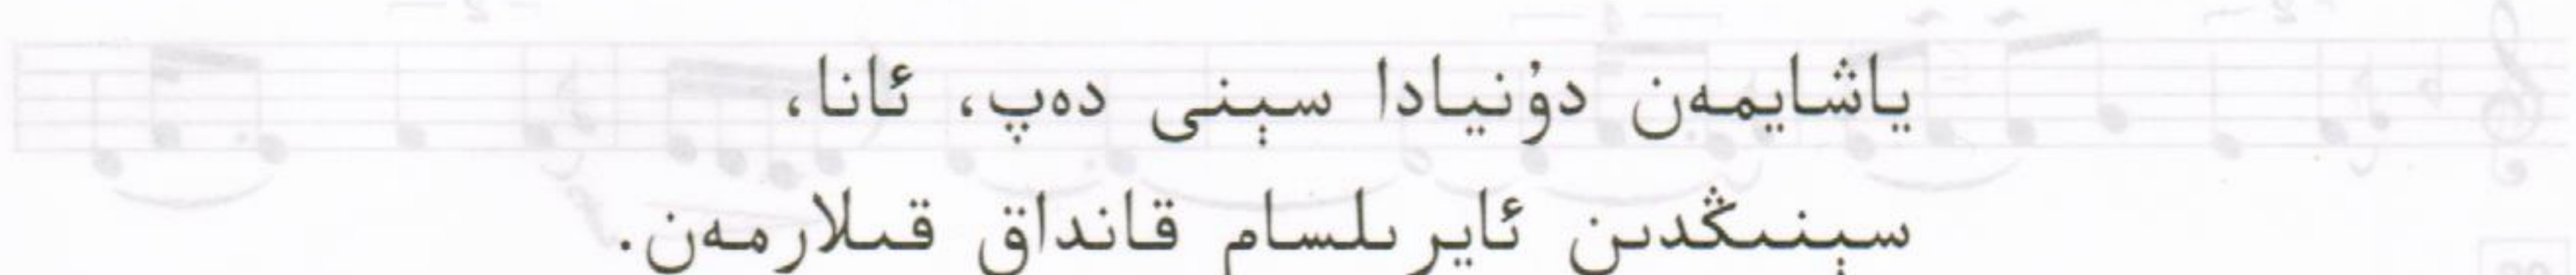 ياشايمەن دۇنيادا سېنى دەپ، ئانا،
سېنىڭدىن ئايرىلسام قانداق قىلارمەن.